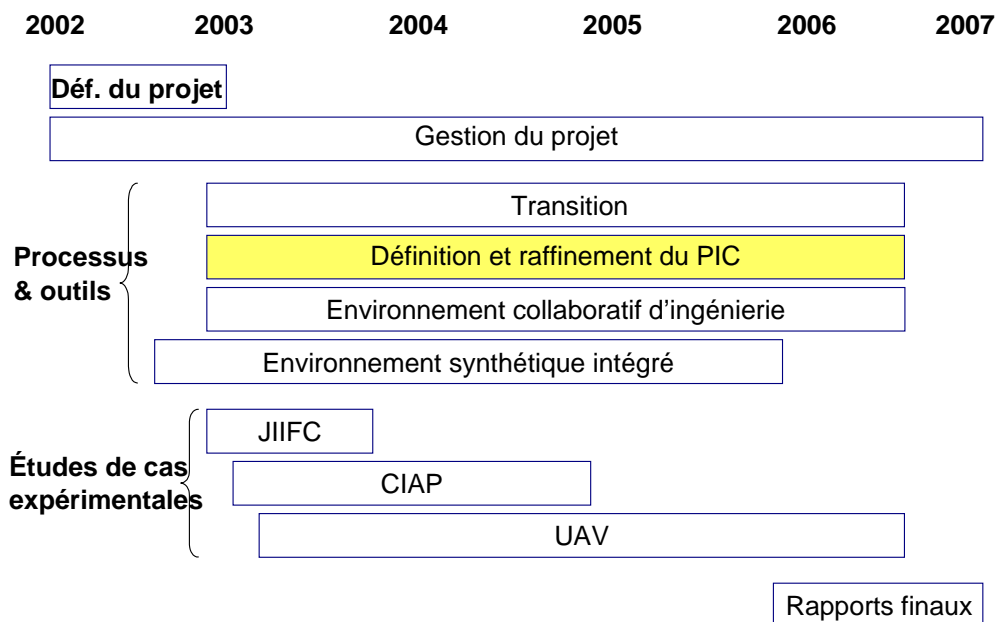 2002 2003 2004 2005 2006 2007
Déf. du projet
Gestion du projet
Processus
& outils
Transition
Définition et raffinement du PIC
Environnement collaboratif d'ingénierie
Environnement synthétique intégré
Études de cas
expérimentales
JIIFC
CIAP
UAV
Rapports finaux